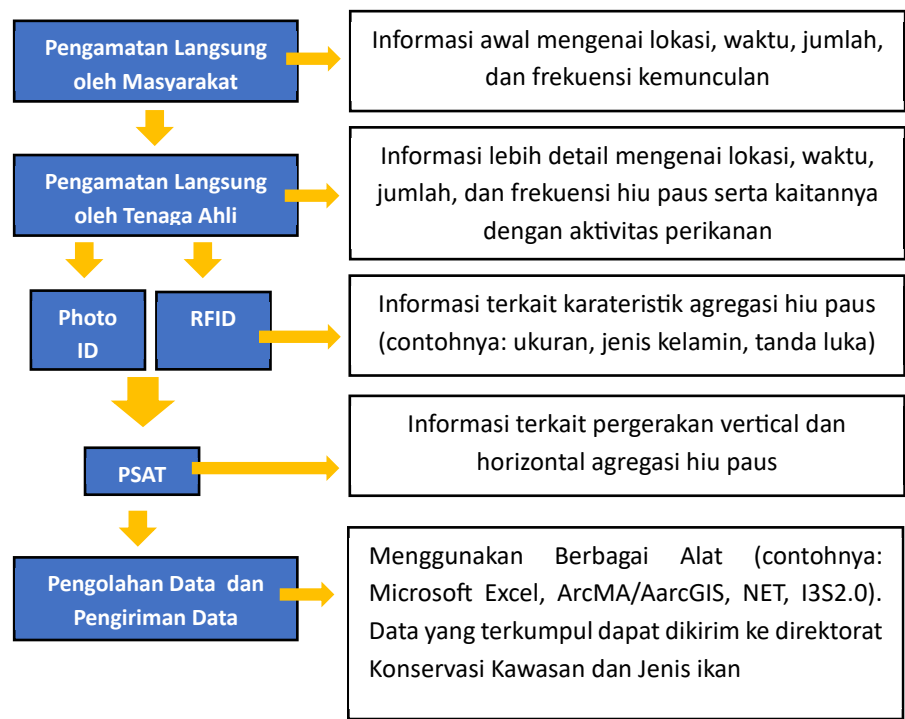 Pengamatan Langsung
oleh Masyarakat
Informasi awal mengenai lokasi, waktu, jumlah,
dan frekuensi kemunculan
Pengamatan Langsung
oleh Tenaga Ahli
Informasi lebih detail mengenai lokasi, waktu,
jumlah, dan frekuensi hiu paus serta kaitannya
dengan aktivitas perikanan
Photo
ID
RFID
Informasi terkait karateristik agregasi hiu paus
(contohnya: ukuran, jenis kelamin, tanda luka)
PSAT
Informasi terkait pergerakan vertical dan
horizontal agregasi hiu paus
Pengolahan Data dan
Pengiriman Data
Menggunakan Berbagai Alat (contohnya:
Microsoft Excel, ArcMA/AarcGIS, NET, I3S2.0).
Data yang terkumpul dapat dikirim ke direktorat
Konservasi Kawasan dan Jenis ikan